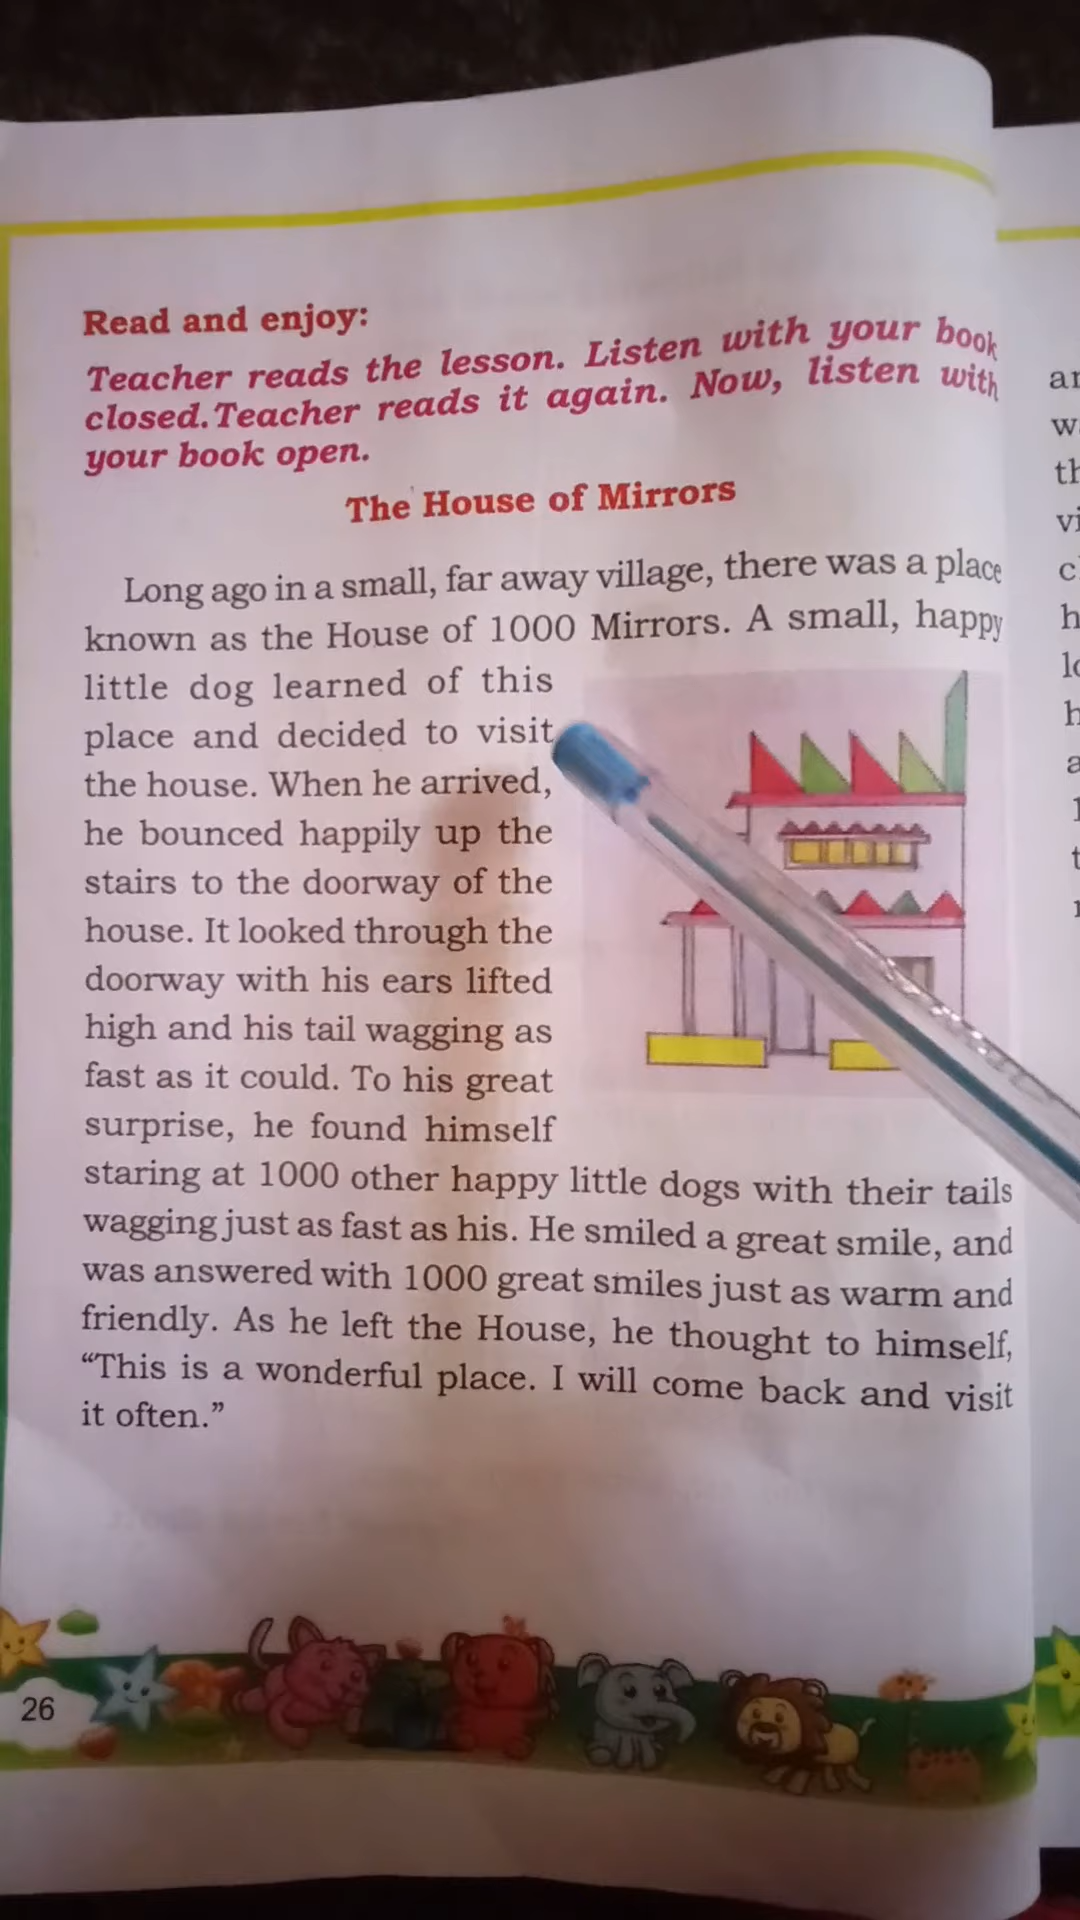 Read and enjoy:
Teacher reads the lesson. Listen with your book
closed. Teacher reads it again. Now, listen with
your book open.
The House of Mirrors
Long ago in a small, far away village, there was a place
known as the House of 1000 Mirrors. A small, happy
little dog learned of this
place and decided to visit
the house. When he arrived,
he bounced happily up the
stairs to the doorway of the
house. It looked through the
doorway with his ears lifted
high and his tail wagging as
fast as it could. To his great
surprise, he found himself
staring at 1000 other happy little dogs with their tails
wagging just as fast as his. He smiled a great smile, and
was answered with 1000 great smiles just as warm and
friendly. As he left the House, he thought to himself,
“This is a wonderful place. I will come back and visit
it often.”
26